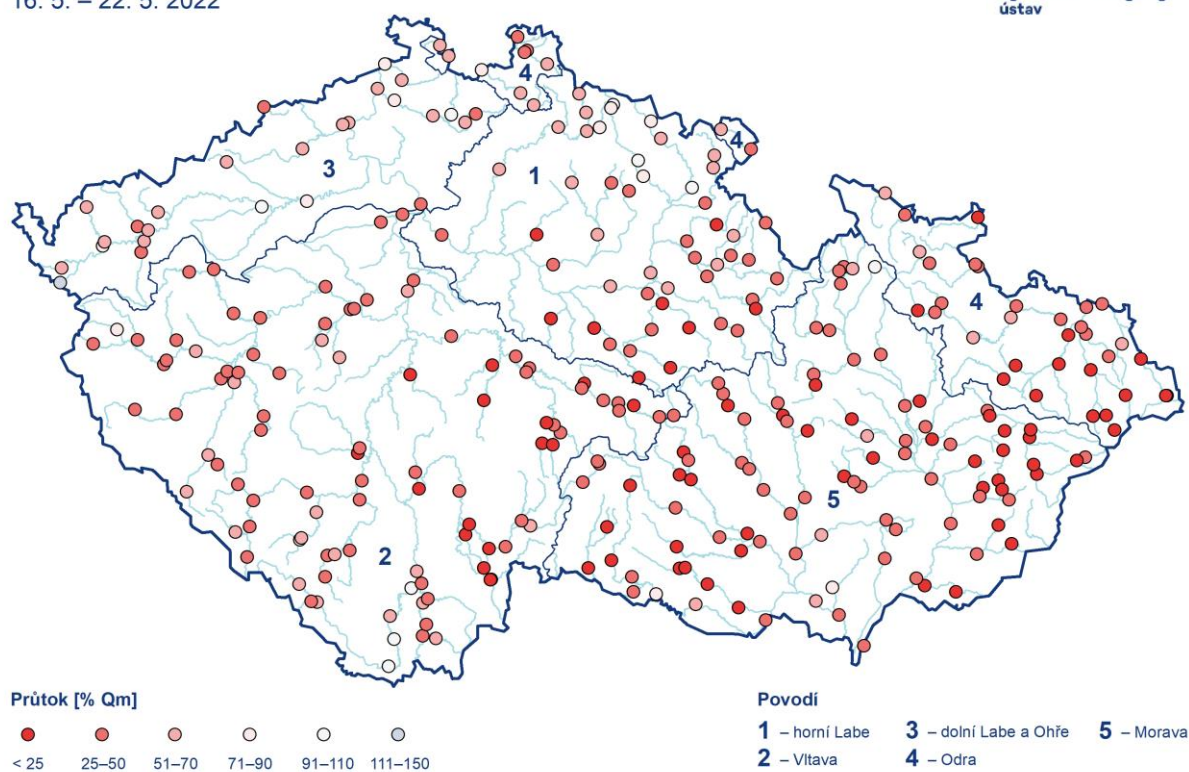 16. 5. – 22. 5. 2022
ústav
4
4
3
1
4
5
2
Průtok [% Qm]
< 25 25–50 51–70 71–90 91–110 111–150
Povodí
1 – horní Labe 3 – dolní Labe a Ohře 5 – Morava
2 – Vltava 4 – Odra